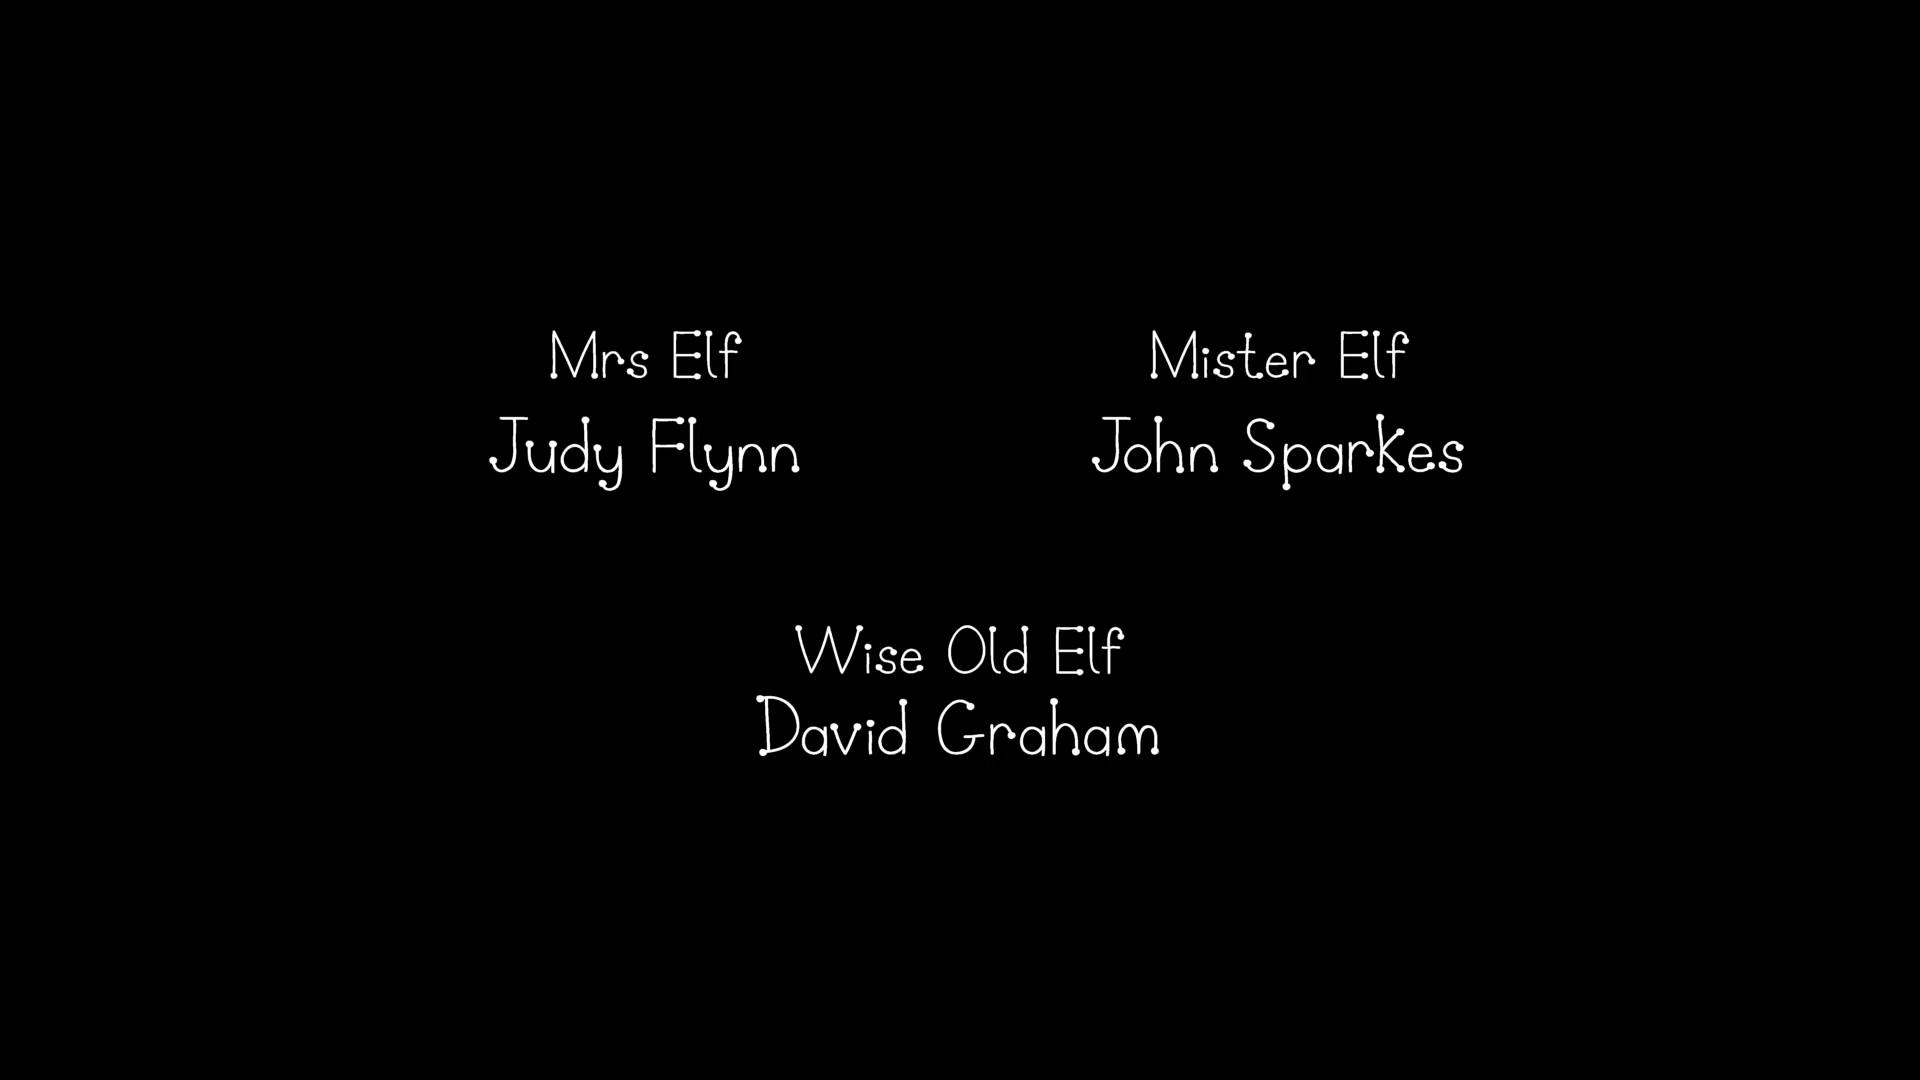 Mrs Elf
Judy Flynn
Mister Elf
John Sparkes
Wise Old Elf
David Graham